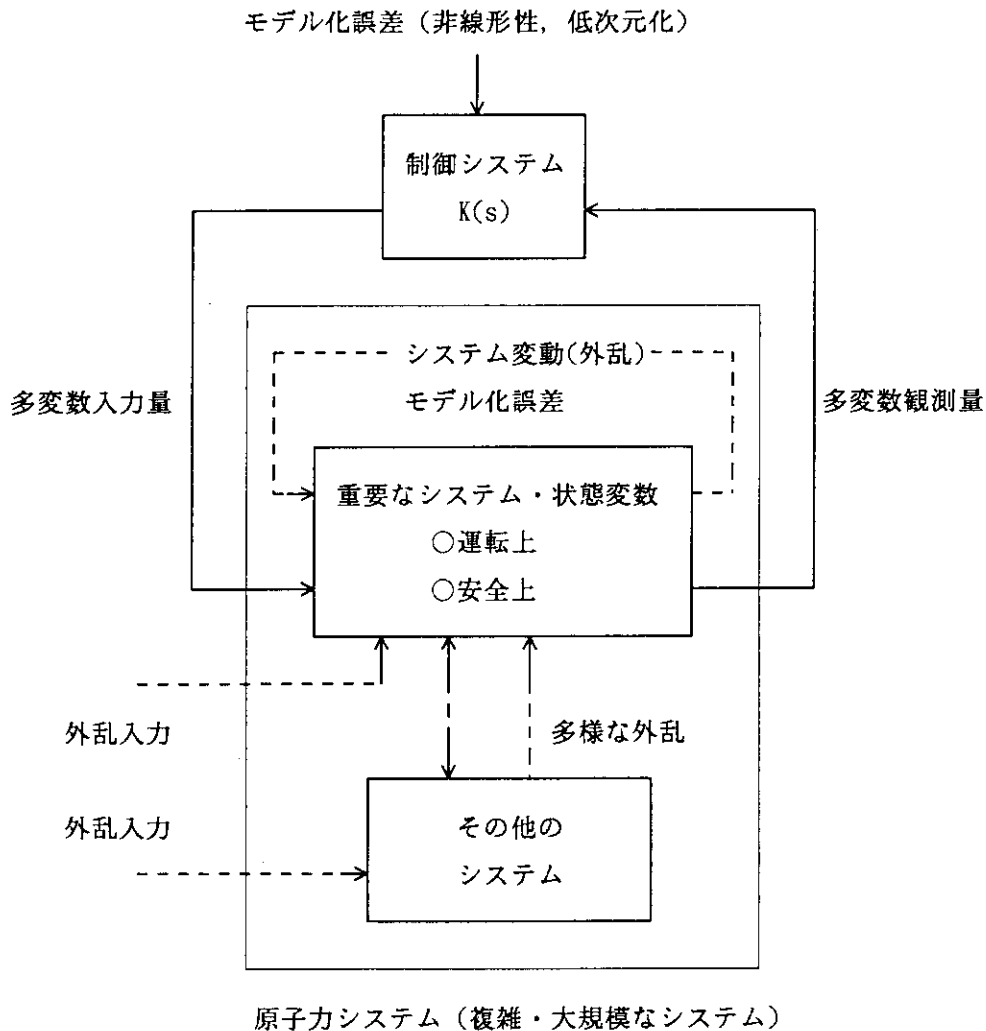 モデル化誤差（非線形性，低次元化）
制御システム
K(s)
システム変動(外乱)
モデル化誤差
多変数入力量
多変数観測量
重要なシステム・状態変数
○運転上
○安全上
外乱入力
多様な外乱
外乱入力
その他の
システム
原子力システム（複雑・大規模なシステム）